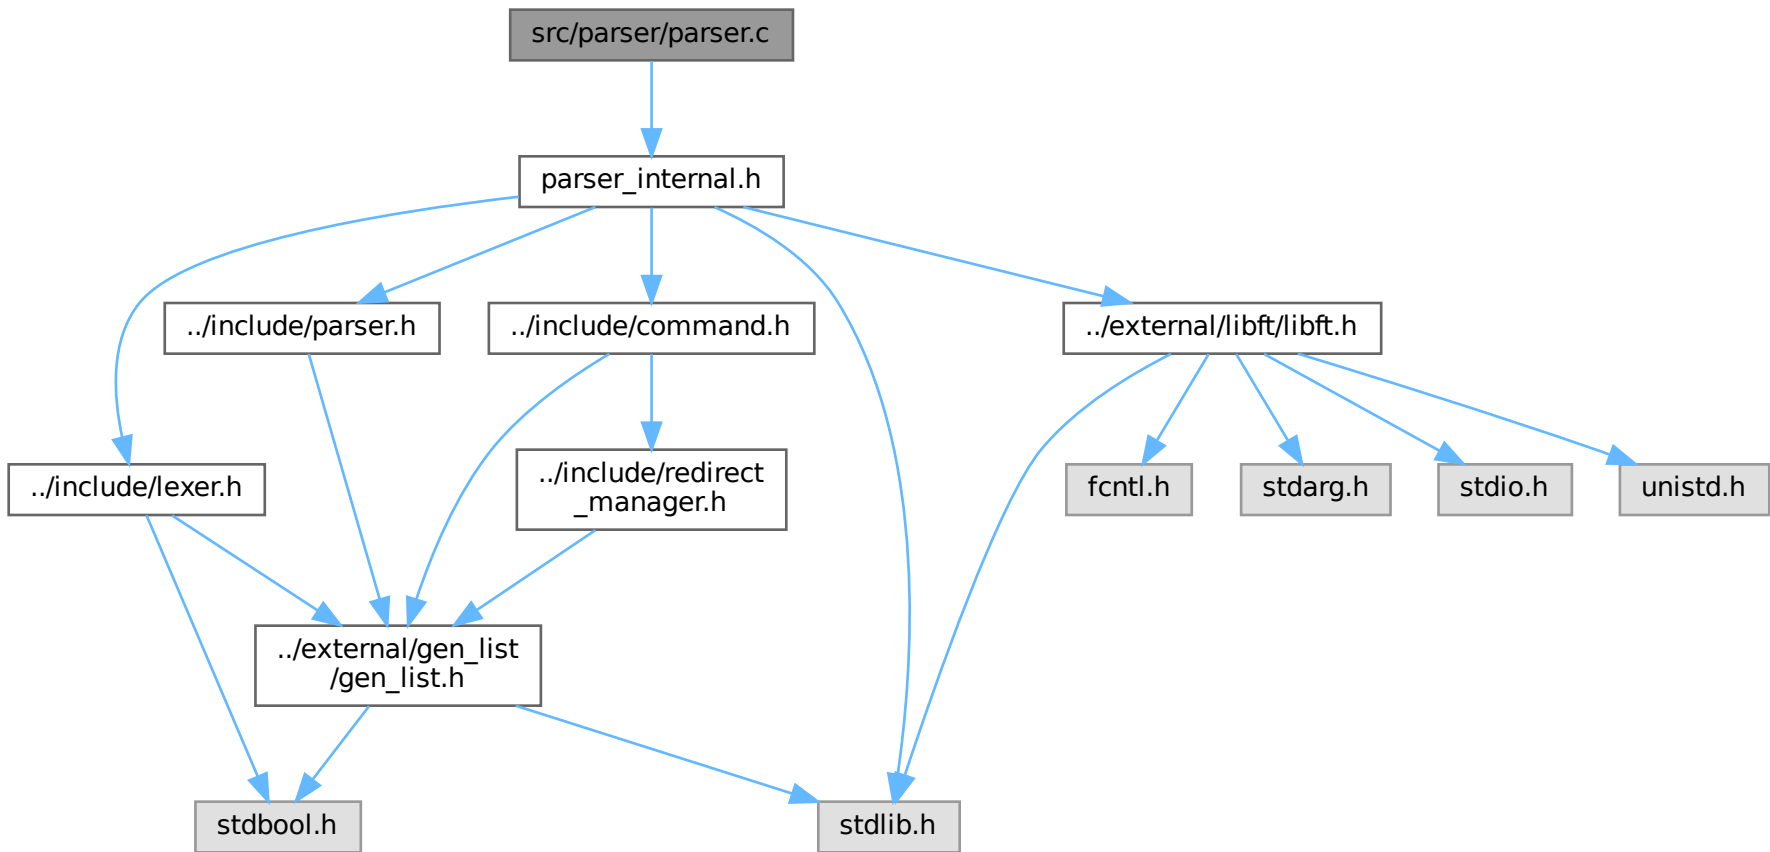 src/parser/parser.c
parser_internal.h
../include/parser.h
../include/command.h
../external/libft/libft.h
../include/lexer.h
../include/redirect
_manager.h
fcntl.h
stdarg.h
stdio.h
unistd.h
../external/gen_list
/gen_list.h
stdbool.h
stdlib.h